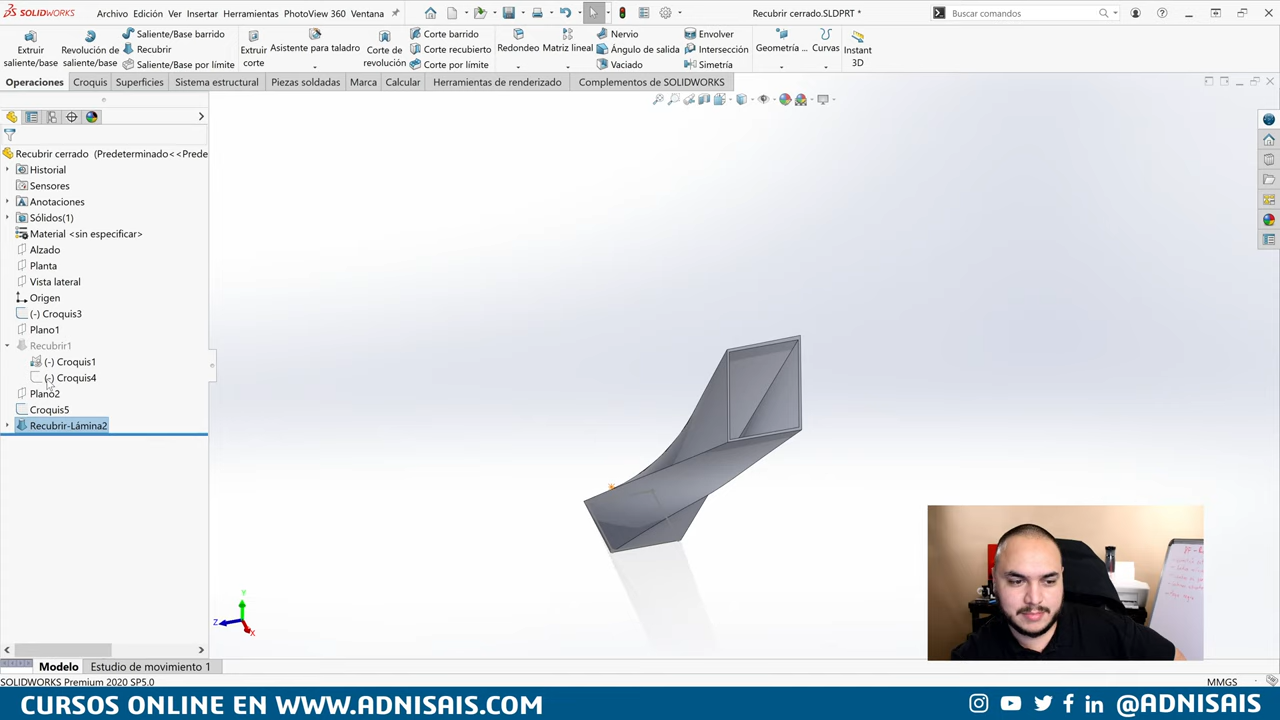 SOLIDWORKS
Archivo Edición Ver Insertar Herramientas PhotoView 360 Ventana
Recubrir cerrado.SLDPRT *
Buscar comandos
Extruir saliente/base
Revolución de saliente/base
Saliente/Base barrido
Recubrir
Saliente/Base por límite
Extruir corte
Asistente para taladro
Corte de revolución
Corte barrido
Corte recubierto
Corte por límite
Redondeo
Matriz lineal
Nervio
Ángulo de salida
Vaciado
Envolver
Intersección
Simetría
Geometría ...
Curvas
Instant 3D
Operaciones Croquis Superficies Sistema estructural Piezas soldadas Marca Calcular Herramientas de renderizado Complementos de SOLIDWORKS
Recubrir cerrado (Predeterminado<<Prede
Historial
Sensores
Anotaciones
Sólidos(1)
Material <sin especificar>
Alzado
Planta
Vista lateral
Origen
(-) Croquis3
Plano1
Recubrir1
(-) Croquis1
(-) Croquis4
Plano2
Croquis5
Recubrir-Lámina2
Y
Z
X
Modelo Estudio de movimiento 1
SOLIDWORKS Premium 2020 SP5.0
MMGS
CURSOS ONLINE EN WWW.ADNISAIS.COM
@ADNISAIS